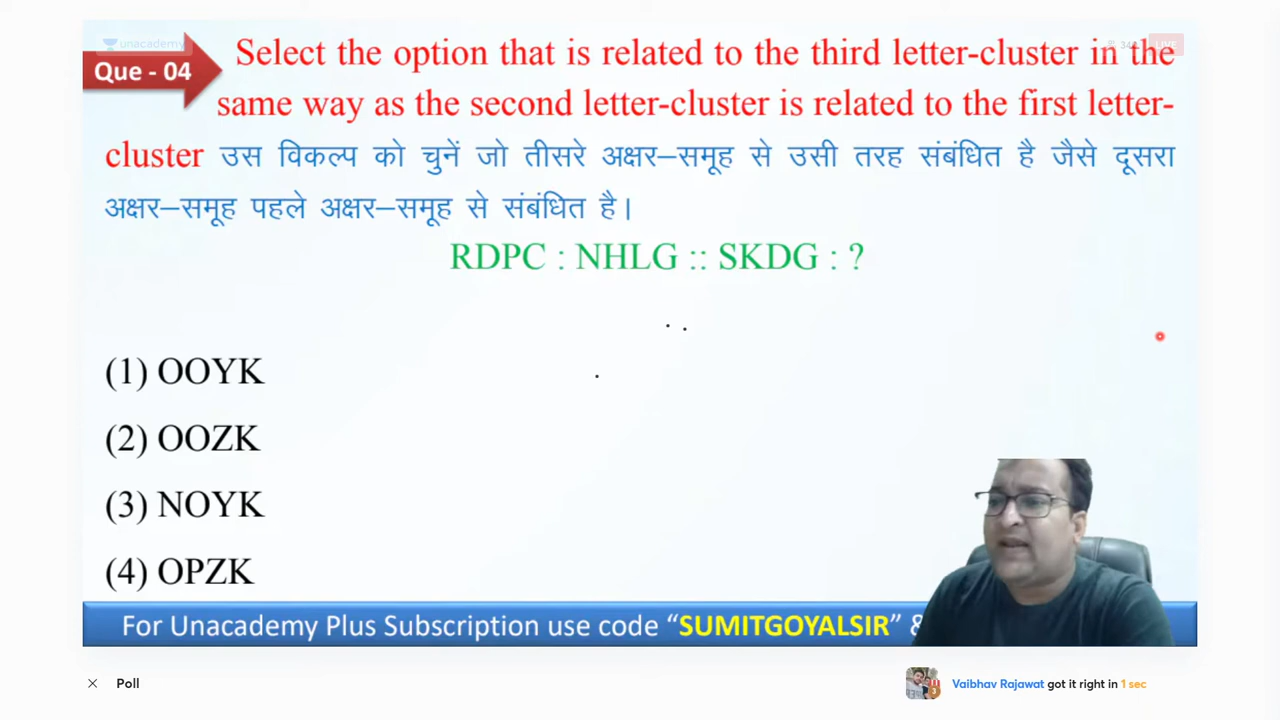 unacademy
34
LIVE
Que - 04
Select the option that is related to the third letter-cluster in the
same way as the second letter-cluster is related to the first letter-
cluster उस विकल्प को चुनें जो तीसरे अक्षर–समूह से उसी तरह संबंधित है जैसे दूसरा
अक्षर–समूह पहले अक्षर–समूह से संबंधित है।
RDPC : NHLG :: SKDG : ?
(1) OOYK
(2) OOZK
(3) NOYK
(4) OPZK
For Unacademy Plus Subscription use code “SUMITGOYALSIR” &
Poll
Vaibhav Rajawat got it right in 1 sec